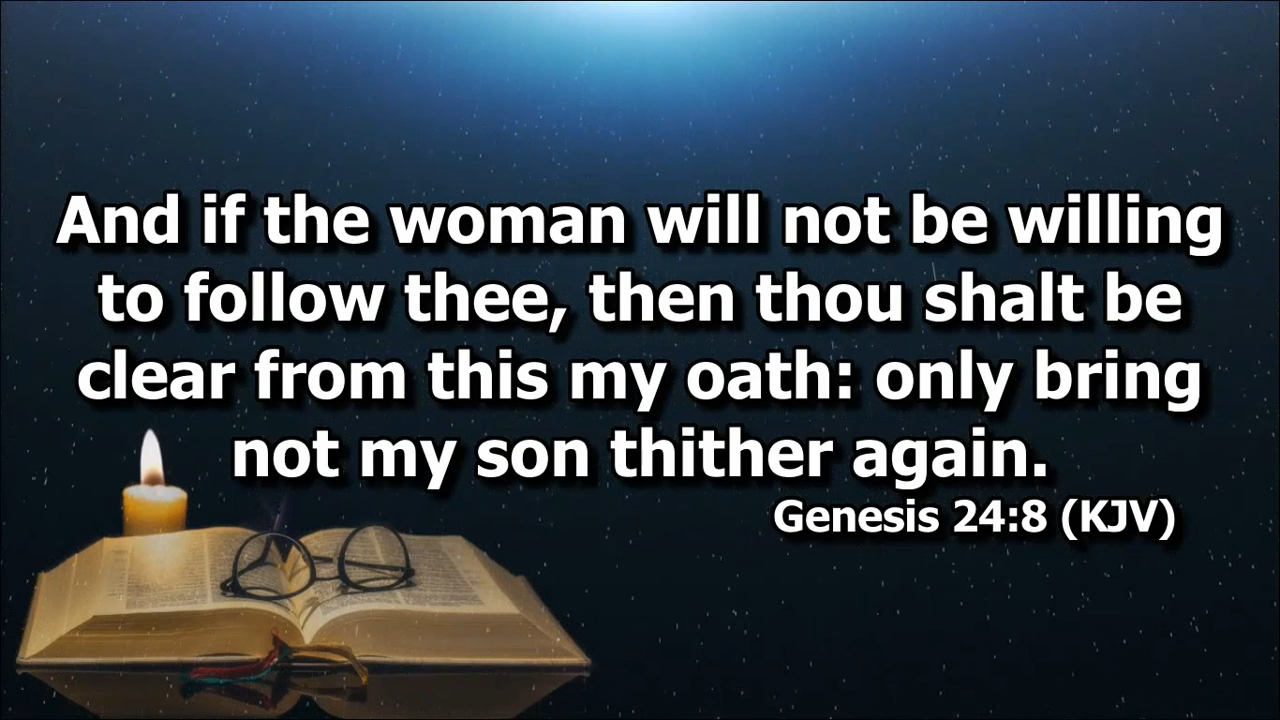 And if the woman will not be willing
to follow thee, then thou shalt be
clear from this my oath: only bring
not my son thither again.
Genesis 24:8 (KJV)